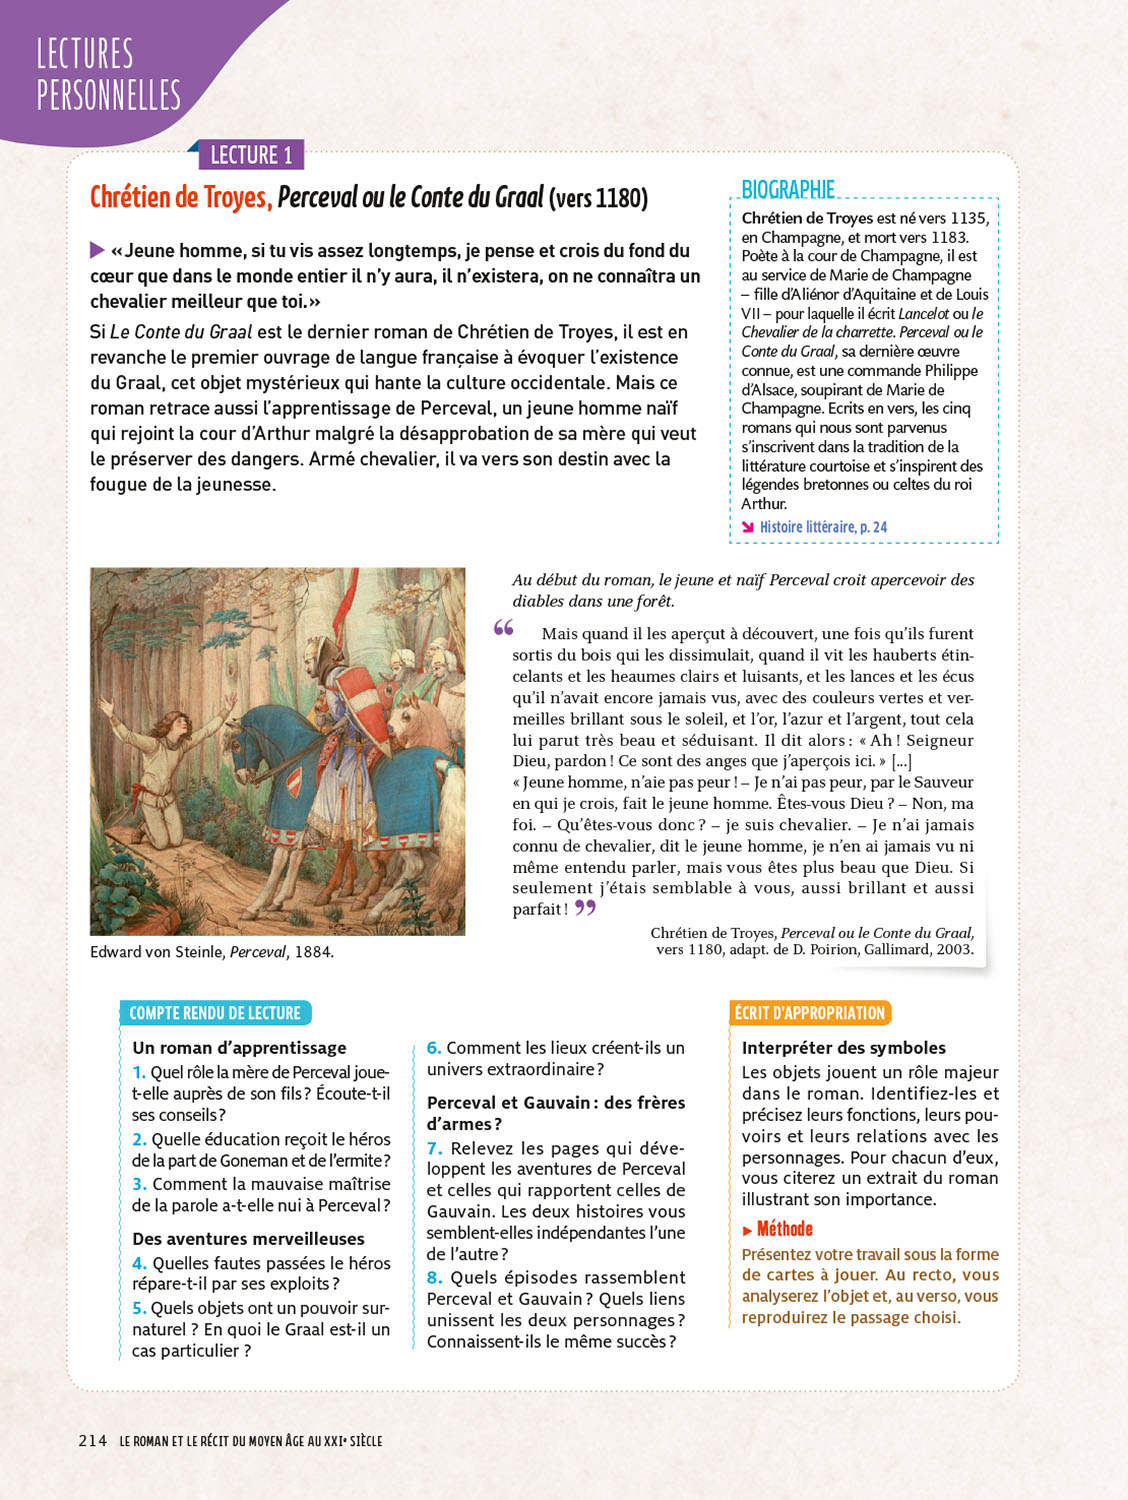 LECTURES
PERSONNELLES
LECTURE 1
Chrétien de Troyes, Perceval ou le Conte du Graal (vers 1180)
« Jeune homme, si tu vis assez longtemps, je pense et crois du fond du
cœur que dans le monde entier il n'y aura, il n'existera, on ne connaîtra un
chevalier meilleur que toi. »
Si Le Conte du Graal est le dernier roman de Chrétien de Troyes, il est en
revanche le premier ouvrage de langue française à évoquer l'existence
du Graal, cet objet mystérieux qui hante la culture occidentale. Mais ce
roman retrace aussi l'apprentissage de Perceval, un jeune homme naïf
qui rejoint la cour d'Arthur malgré la désapprobation de sa mère qui veut
le préserver des dangers. Armé chevalier, il va vers son destin avec la
fougue de la jeunesse.
BIOGRAPHIE
Chrétien de Troyes est né vers 1135,
en Champagne, et mort vers 1183.
Poète à la cour de Champagne, il est
au service de Marie de Champagne
– fille d'Aliénor d'Aquitaine et de Louis
VII – pour laquelle il écrit Lancelot ou le
Chevalier de la charrette. Perceval ou le
Conte du Graal, sa dernière œuvre
connue, est une commande Philippe
d'Alsace, soupirant de Marie de
Champagne. Ecrits en vers, les cinq
romans qui nous sont parvenus
s'inscrivent dans la tradition de la
littérature courtoise et s'inspirent des
légendes bretonnes ou celtes du roi
Arthur.
Histoire littéraire, p. 24
Edward von Steinle, Perceval, 1884.
Au début du roman, le jeune et naïf Perceval croit apercevoir des
diables dans une forêt.
“ Mais quand il les aperçut à découvert, une fois qu'ils furent
sortis du bois qui les dissimulait, quand il vit les hauberts étin-
celants et les heaumes clairs et luisants, et les lances et les écus
qu'il n'avait encore jamais vus, avec des couleurs vertes et ver-
meilles brillant sous le soleil, et l'or, l'azur et l'argent, tout cela
lui parut très beau et séduisant. Il dit alors : « Ah ! Seigneur
Dieu, pardon ! Ce sont des anges que j'aperçois ici. » [...]
« Jeune homme, n'aie pas peur ! – Je n'ai pas peur, par le Sauveur
en qui je crois, fait le jeune homme. Êtes-vous Dieu ? – Non, ma
foi. – Qu'êtes-vous donc ? – je suis chevalier. – Je n'ai jamais
connu de chevalier, dit le jeune homme, je n'en ai jamais vu ni
même entendu parler, mais vous êtes plus beau que Dieu. Si
seulement j'étais semblable à vous, aussi brillant et aussi
parfait ! ”
Chrétien de Troyes, Perceval ou le Conte du Graal,
vers 1180, adapt. de D. Poirion, Gallimard, 2003.
COMPTE RENDU DE LECTURE
Un roman d'apprentissage
1. Quel rôle la mère de Perceval joue-
t-elle auprès de son fils ? Écoute-t-il
ses conseils ?
2. Quelle éducation reçoit le héros
de la part de Goneman et de l'ermite ?
3. Comment la mauvaise maîtrise
de la parole a-t-elle nui à Perceval ?
Des aventures merveilleuses
4. Quelles fautes passées le héros
répare-t-il par ses exploits ?
5. Quels objets ont un pouvoir sur-
naturel ? En quoi le Graal est-il un
cas particulier ?
6. Comment les lieux créent-ils un
univers extraordinaire ?
Perceval et Gauvain : des frères
d'armes ?
7. Relevez les pages qui déve-
loppent les aventures de Perceval
et celles qui rapportent celles de
Gauvain. Les deux histoires vous
semblent-elles indépendantes l'une
de l'autre ?
8. Quels épisodes rassemblent
Perceval et Gauvain ? Quels liens
unissent les deux personnages ?
Connaissent-ils le même succès ?
ÉCRIT D'APPROPRIATION
Interpréter des symboles
Les objets jouent un rôle majeur
dans le roman. Identifiez-les et
précisez leurs fonctions, leurs pou-
voirs et leurs relations avec les
personnages. Pour chacun d'eux,
vous citerez un extrait du roman
illustrant son importance.
Méthode
Présentez votre travail sous la forme
de cartes à jouer. Au recto, vous
analyserez l'objet et, au verso, vous
reproduirez le passage choisi.
214 LE ROMAN ET LE RÉCIT DU MOYEN ÂGE AU XXIe SIÈCLE